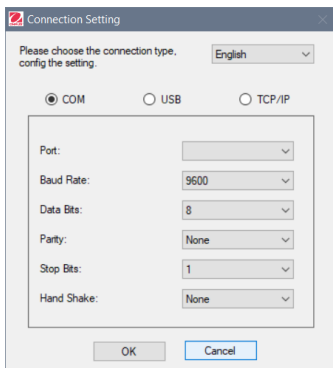 Connection Setting
Please choose the connection type,
config the setting.
English
COM
USB
TCP/IP
Port:
Baud Rate:
9600
Data Bits:
8
Parity:
None
Stop Bits:
1
Hand Shake:
None
OK
Cancel